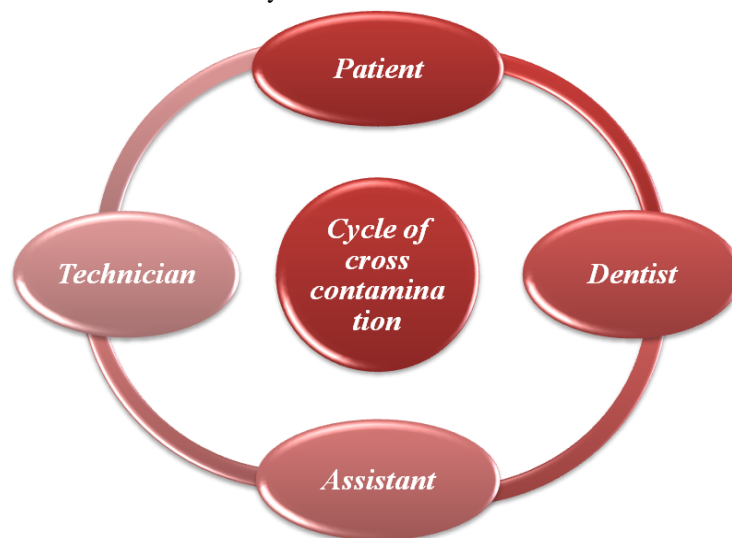 Patient
Technician
Cycle of
cross
contamina
tion
Dentist
Assistant